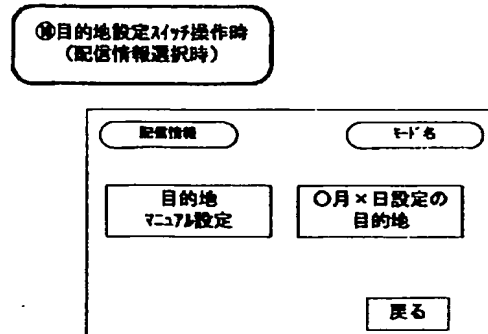 ⑭目的地設定スイッチ操作時
(配信情報選択時)
配信情報
モード名
目的地
マニュアル設定
〇月×日設定の
目的地
戻る